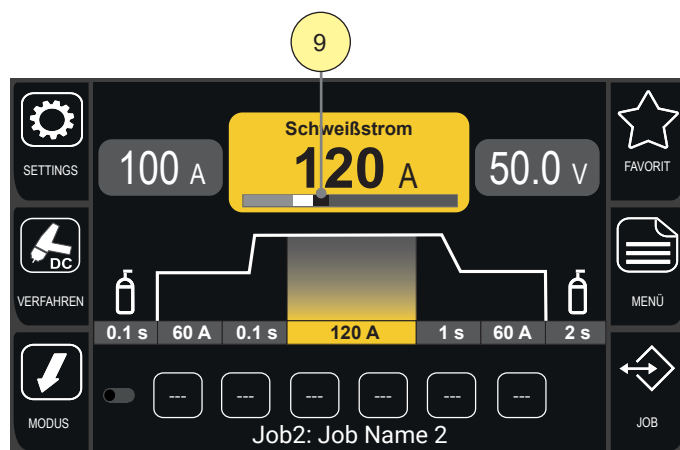 9
SETTINGS
100 A
Schweißstrom
120 A
50.0 V
FAVORIT
DC
VERFAHREN
MENÜ
0.1 s 60 A 0.1 s 120 A 1 s 60 A 2 s
MODUS
--- --- --- --- --- ---
JOB
Job2: Job Name 2